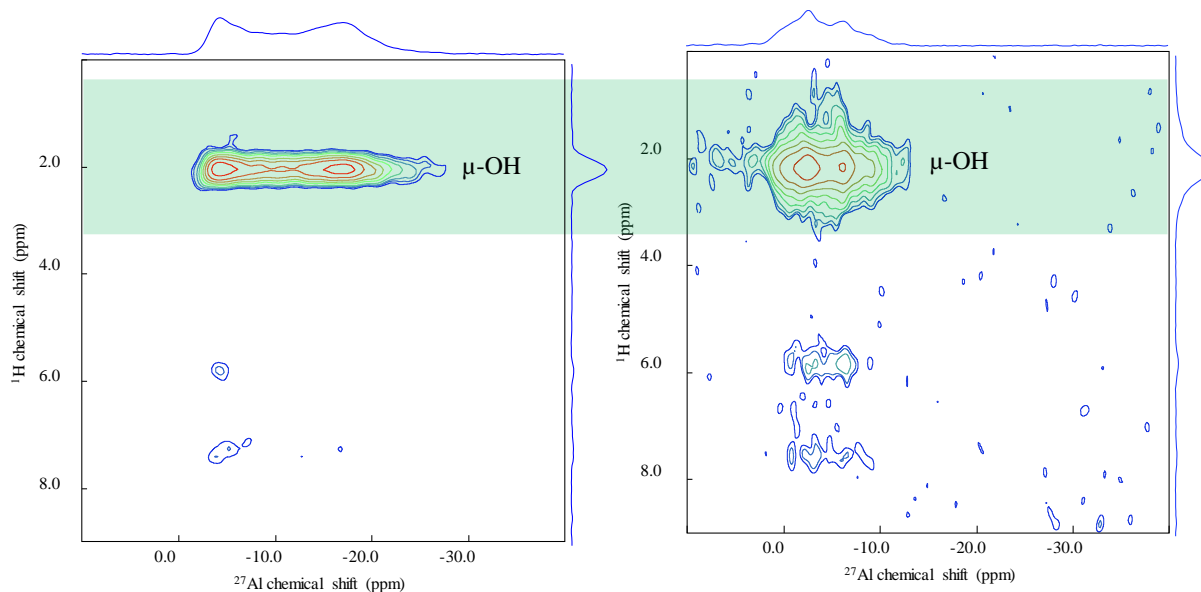 2.0
4.0
6.0
8.0
¹H chemical shift (ppm)
μ-OH
0.0 -10.0 -20.0 -30.0
²⁷Al chemical shift (ppm)
2.0
4.0
6.0
8.0
¹H chemical shift (ppm)
μ-OH
0.0 -10.0 -20.0 -30.0
²⁷Al chemical shift (ppm)